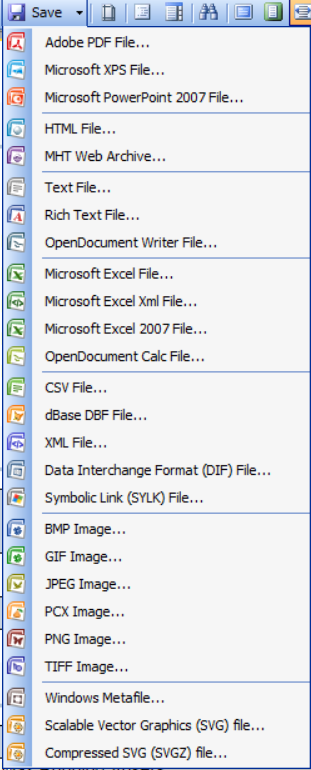 Save
Adobe PDF File...
Microsoft XPS File...
Microsoft PowerPoint 2007 File...
HTML File...
MHT Web Archive...
Text File...
Rich Text File...
OpenDocument Writer File...
Microsoft Excel File...
Microsoft Excel Xml File...
Microsoft Excel 2007 File...
OpenDocument Calc File...
CSV File...
dBase DBF File...
XML File...
Data Interchange Format (DIF) File...
Symbolic Link (SYLK) File...
BMP Image...
GIF Image...
JPEG Image...
PCX Image...
PNG Image...
TIFF Image...
Windows Metafile...
Scalable Vector Graphics (SVG) file...
Compressed SVG (SVGZ) file...